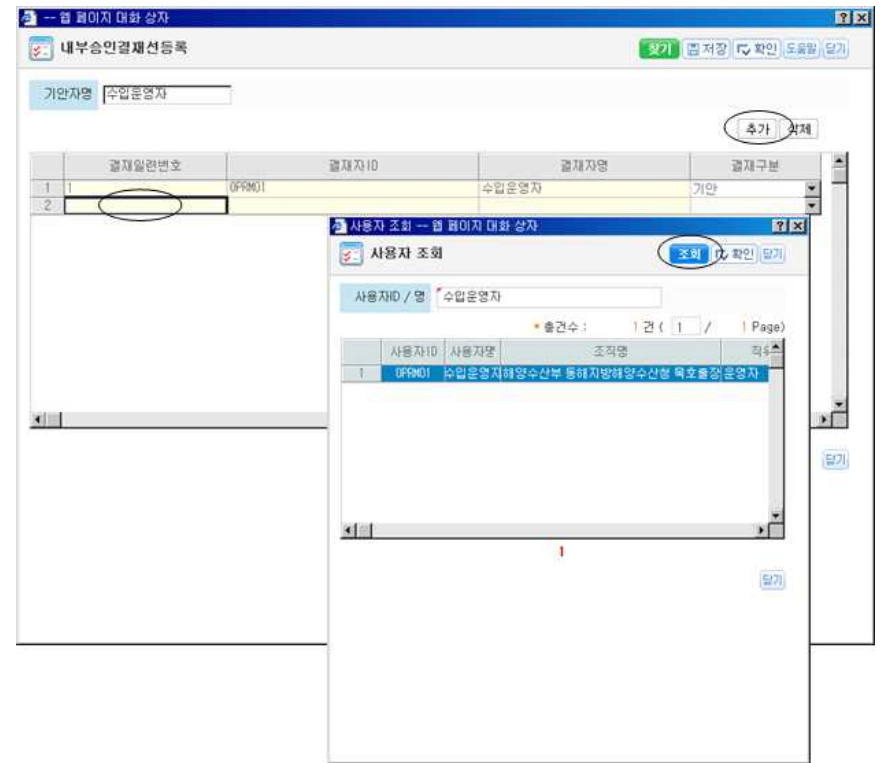 -- 웹 페이지 대화 상자
내부승인결재선등록
찾기 저장 확인 도움말 닫기
기안자명 수입운영자
추가 삭제
결재일련번호 결재자ID 결재자명 결재구분
1 1 OPRM01 수입운영자 기안
2
사용자 조회 -- 웹 페이지 대화 상자
사용자 조회
조회 확인 닫기
사용자ID / 명 수입운영자
총건수 : 1 건 ( 1 / 1 Page)
사용자ID 사용자명 조직명
1 OPRM01 수입운영자 해양수산부 동해지방해양수산청 묵호출장 운영자
닫기
1
닫기